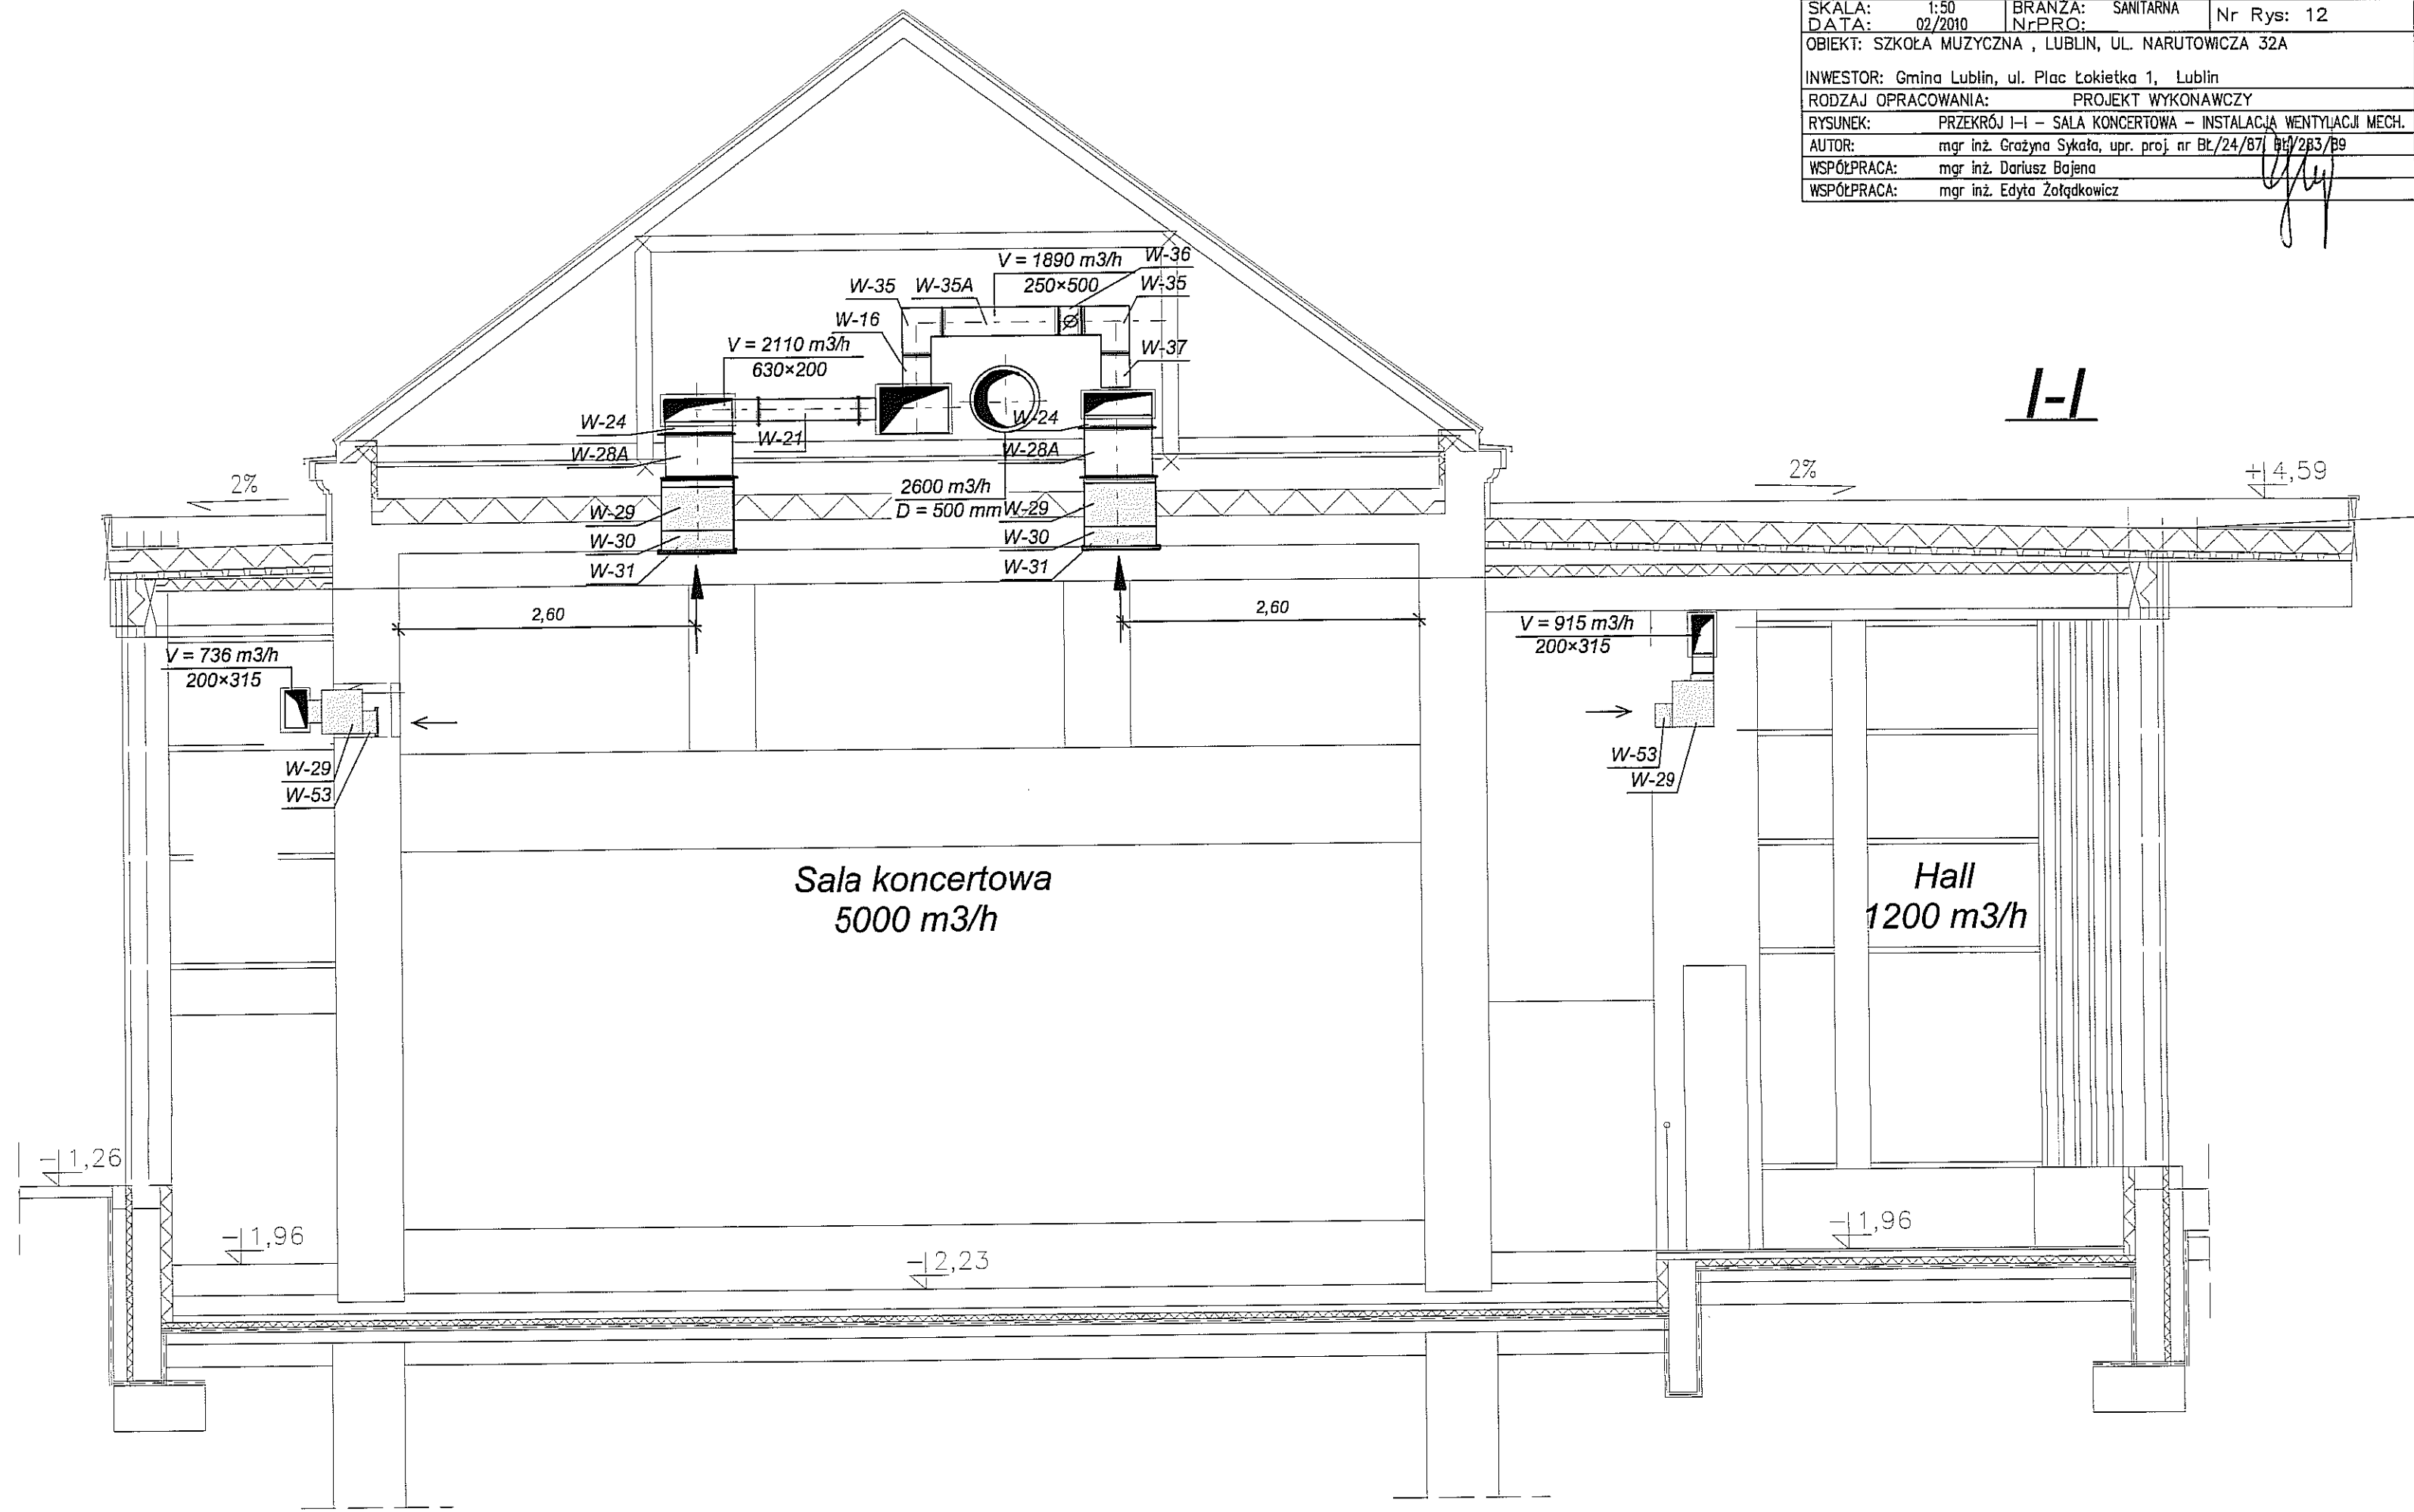 SKALA: 1:50 BRANŻA: SANITARNA Nr Rys: 12
DATA: 02/2010 NrPRO:
OBIEKT: SZKOŁA MUZYCZNA , LUBLIN, UL. NARUTOWICZA 32A
INWESTOR: Gmina Lublin, ul. Plac Łokietka 1, Lublin
RODZAJ OPRACOWANIA: PROJEKT WYKONAWCZY
RYSUNEK: PRZEKRÓJ I-I - SALA KONCERTOWA - INSTALACJA WENTYLACJI MECH.
AUTOR: mgr inż. Grażyna Sykała, upr. proj. nr BŁ/24/87, BŁ/283/89
WSPÓŁPRACA: mgr inż. Dariusz Bajena
WSPÓŁPRACA: mgr inż. Edyta Żołądkowicz
V = 1890 m3/h W-36
250×500
W-35 W-35A W-35
W-16
V = 2110 m3/h W-37
630×200
I-I
W-24 W-24
W-21
W-28A W-28A
2% 2600 m3/h 2% +4,59
D = 500 mm
W-29 W-29
W-30 W-30
W-31 W-31
2,60 2,60
V = 915 m3/h
200×315
V = 736 m3/h
200×315
W-53
W-29
W-29
W-53
Sala koncertowa
5000 m3/h
Hall
1200 m3/h
-1,26
-1,96
-1,96
-2,23